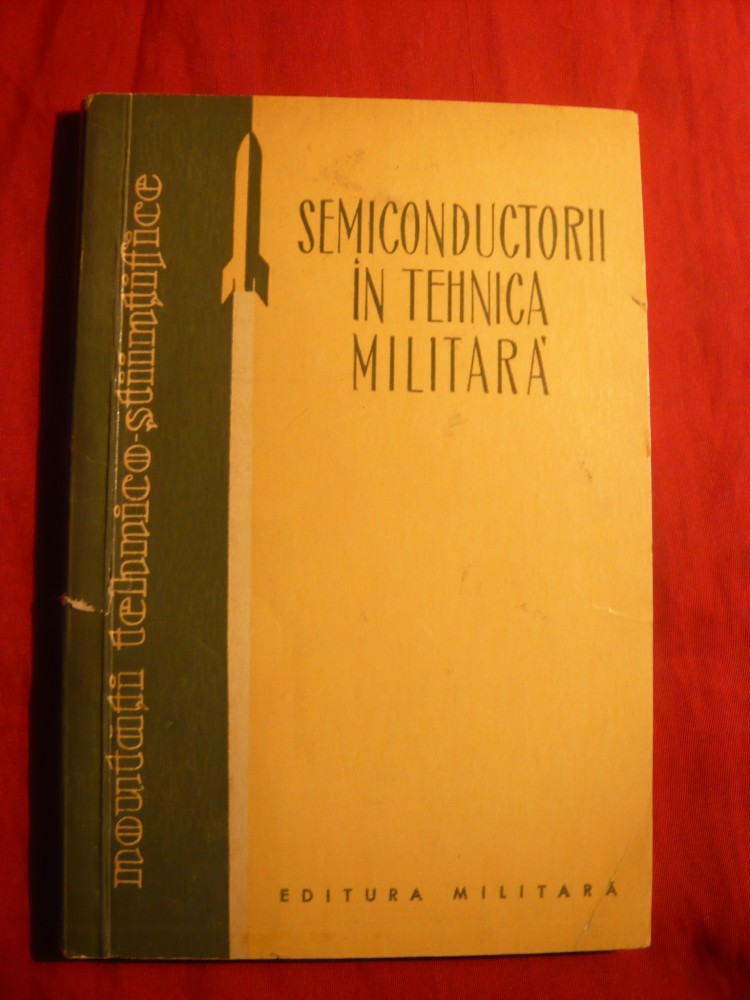 noutăți tehnico-științifice
SEMICONDUCTORII
ÎN TEHNICA
MILITARĂ
EDITURA MILITARĂ